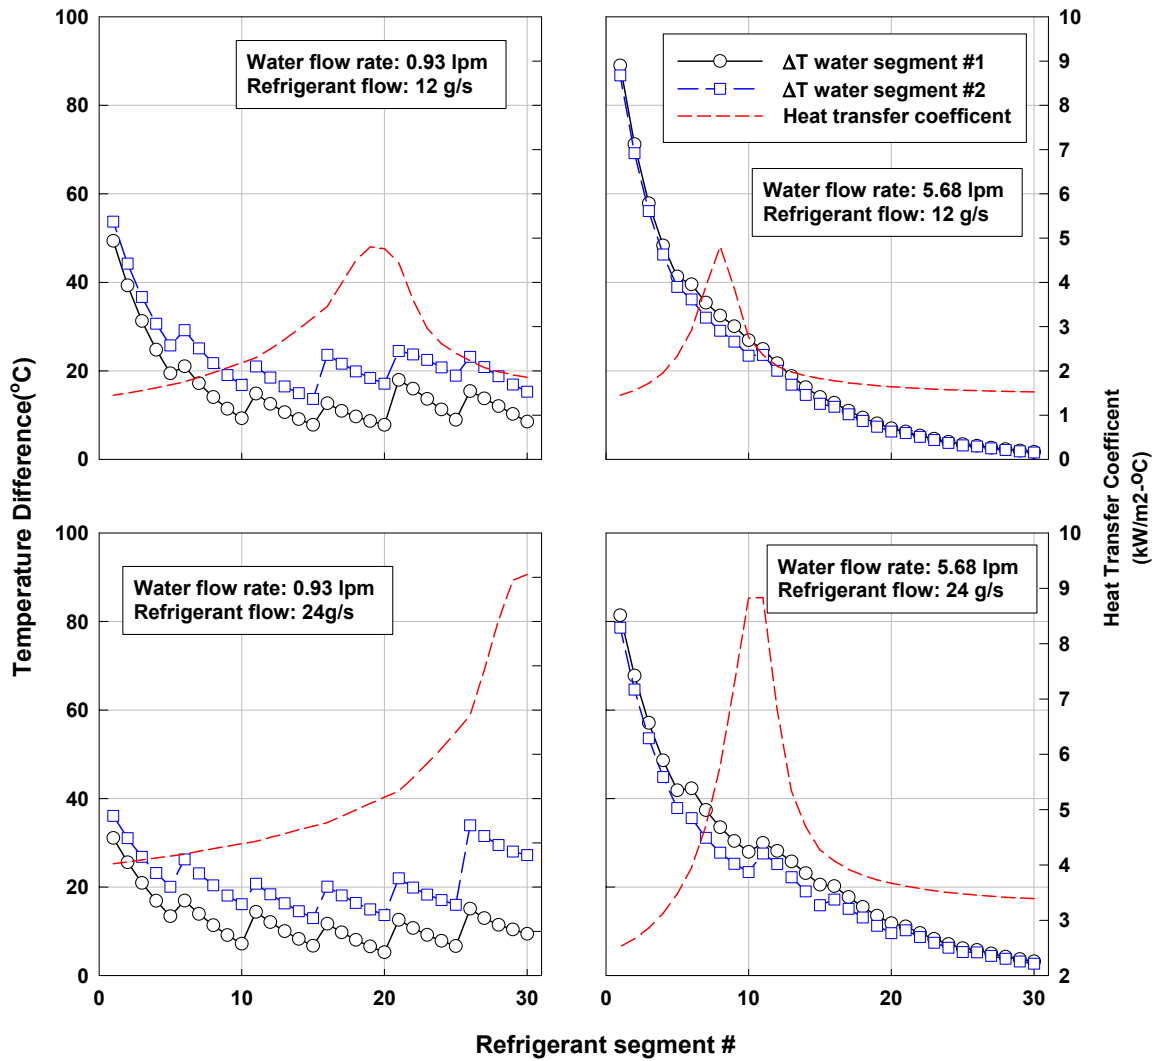 100
80
60
40
20
0
Water flow rate: 0.93 lpm
Refrigerant flow: 12 g/s
10
9
8
7
6
5
4
3
2
1
0
ΔT water segment #1
ΔT water segment #2
Heat transfer coefficent
Water flow rate: 5.68 lpm
Refrigerant flow: 12 g/s
Temperature Difference(oC)
Heat Transfer Coefficent
(kW/m2-oC)
100
80
60
40
20
0
Water flow rate: 0.93 lpm
Refrigerant flow: 24g/s
0
10
20
30
10
9
8
7
6
5
4
3
2
Water flow rate: 5.68 lpm
Refrigerant flow: 24 g/s
0
10
20
30
Refrigerant segment #